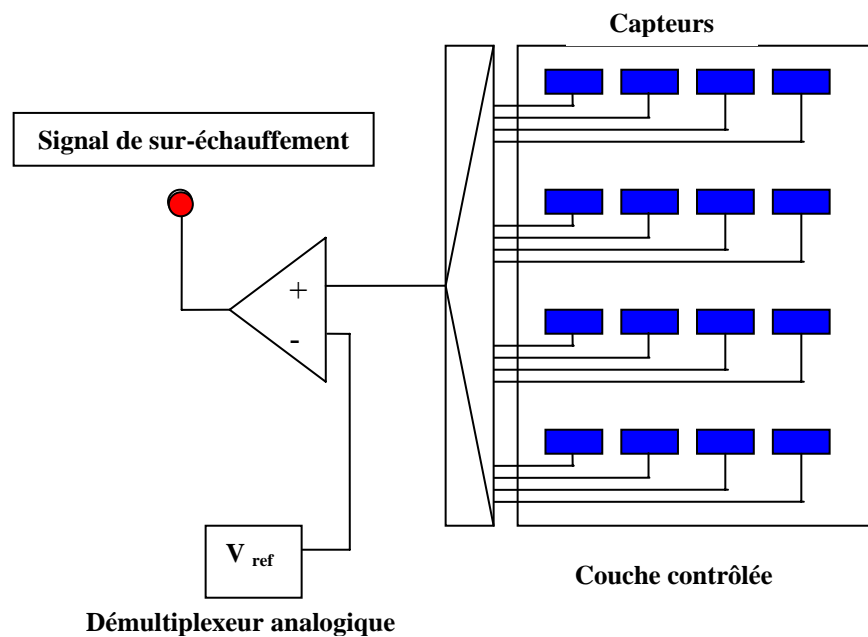 Capteurs
Signal de sur-échauffement
+
-
V ref
Couche contrôlée
Démultiplexeur analogique